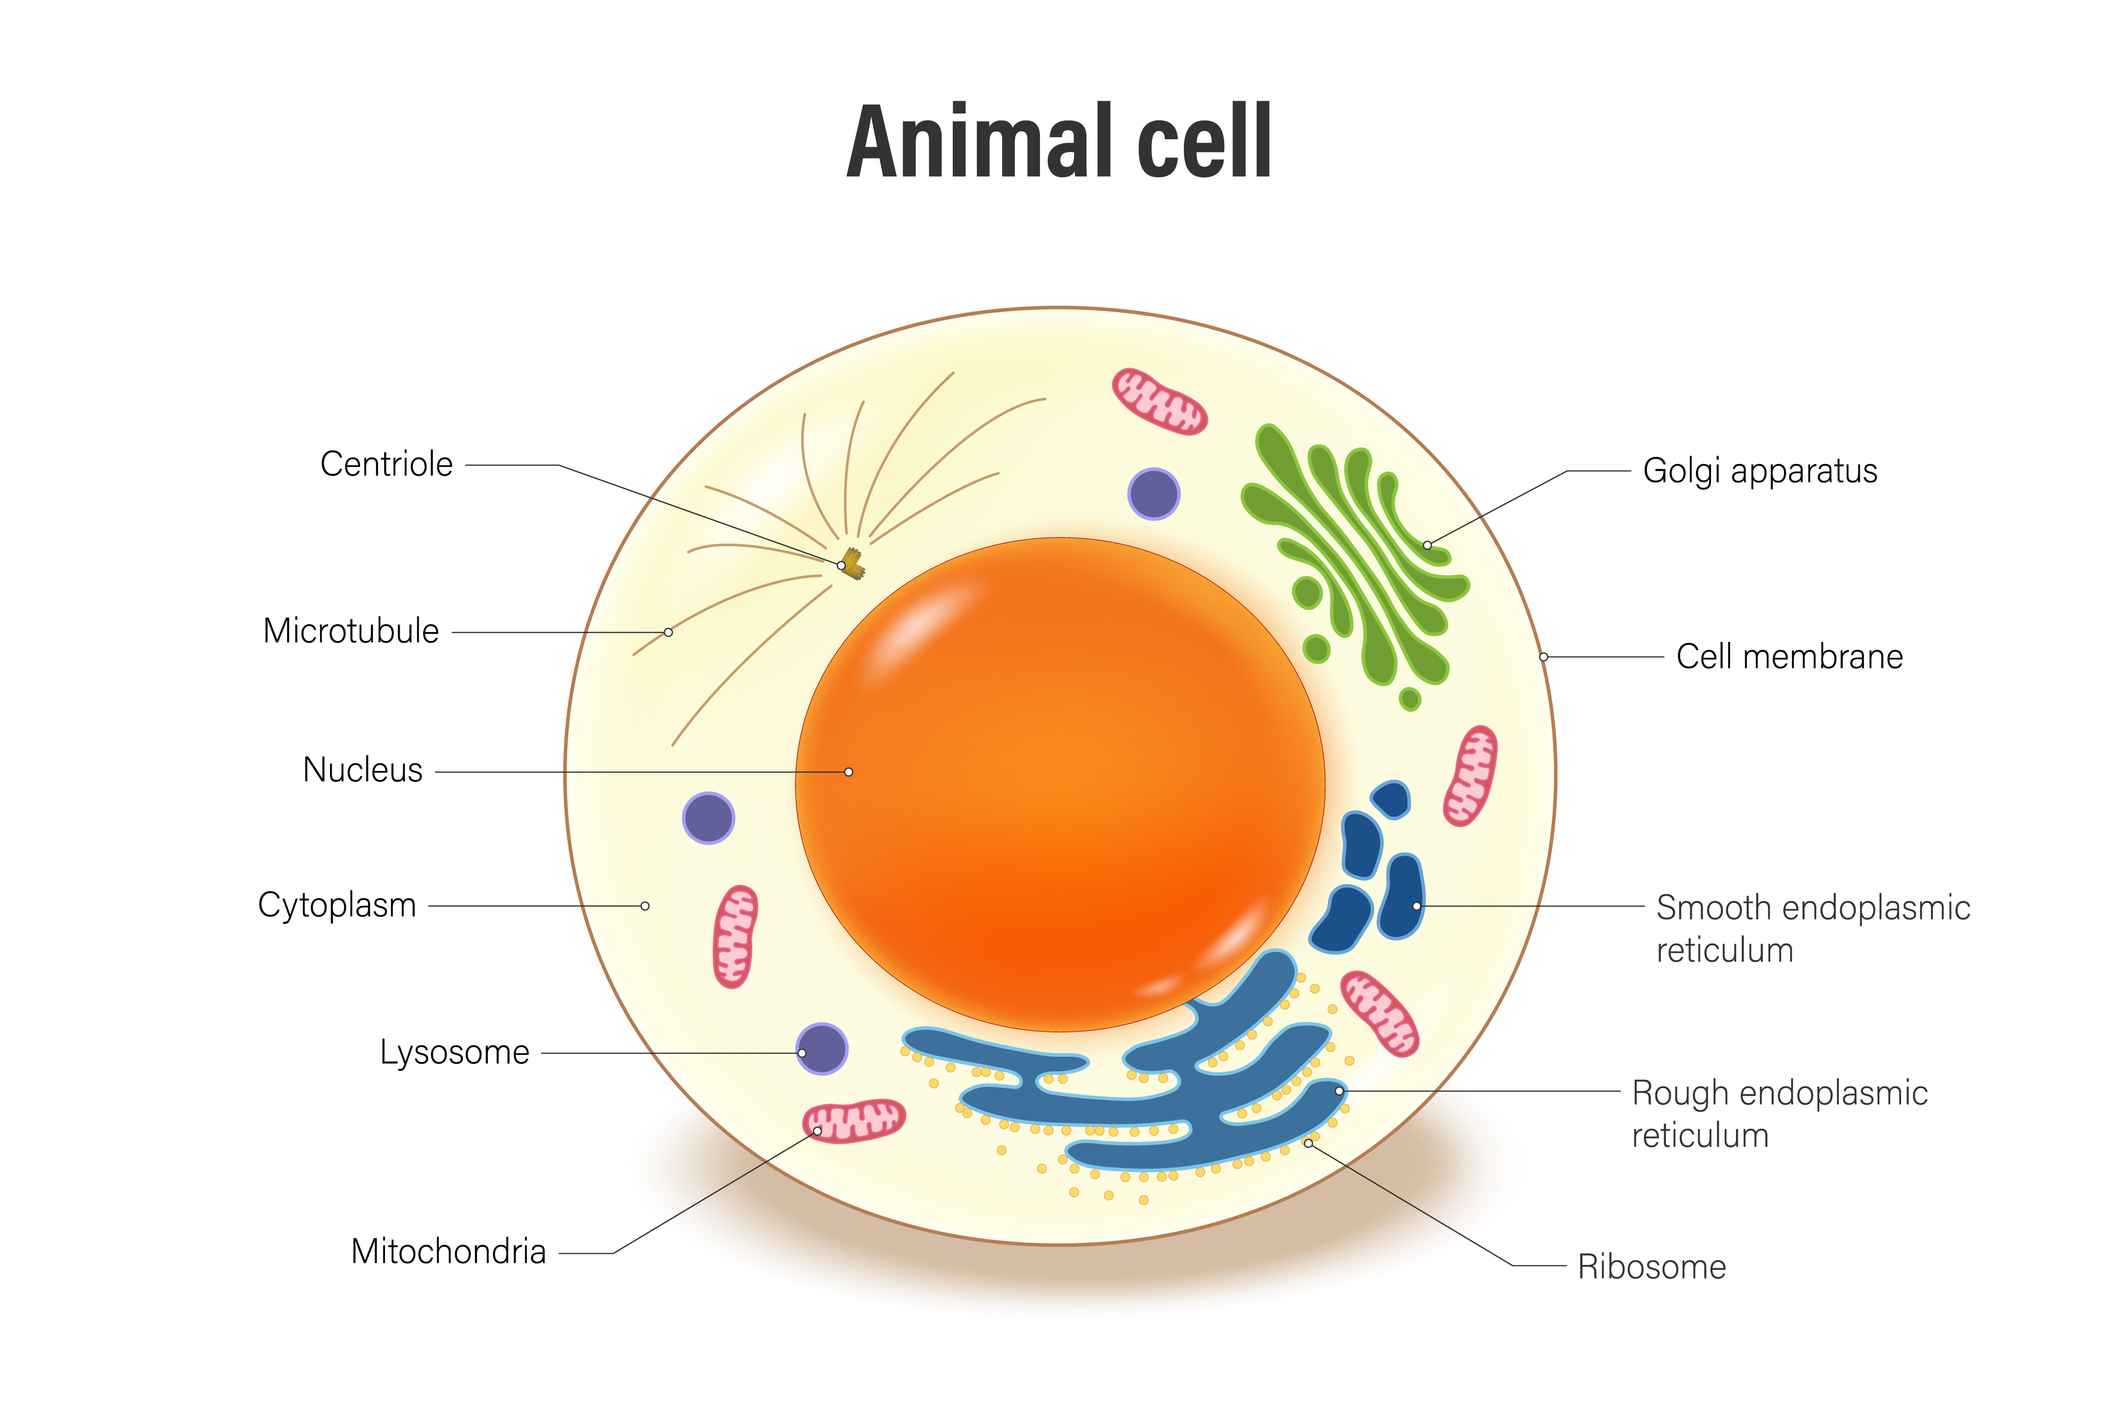 Animal cell
Centriole
Golgi apparatus
Microtubule
Cell membrane
Nucleus
Cytoplasm
Smooth endoplasmic
reticulum
Lysosome
Rough endoplasmic
reticulum
Mitochondria
Ribosome